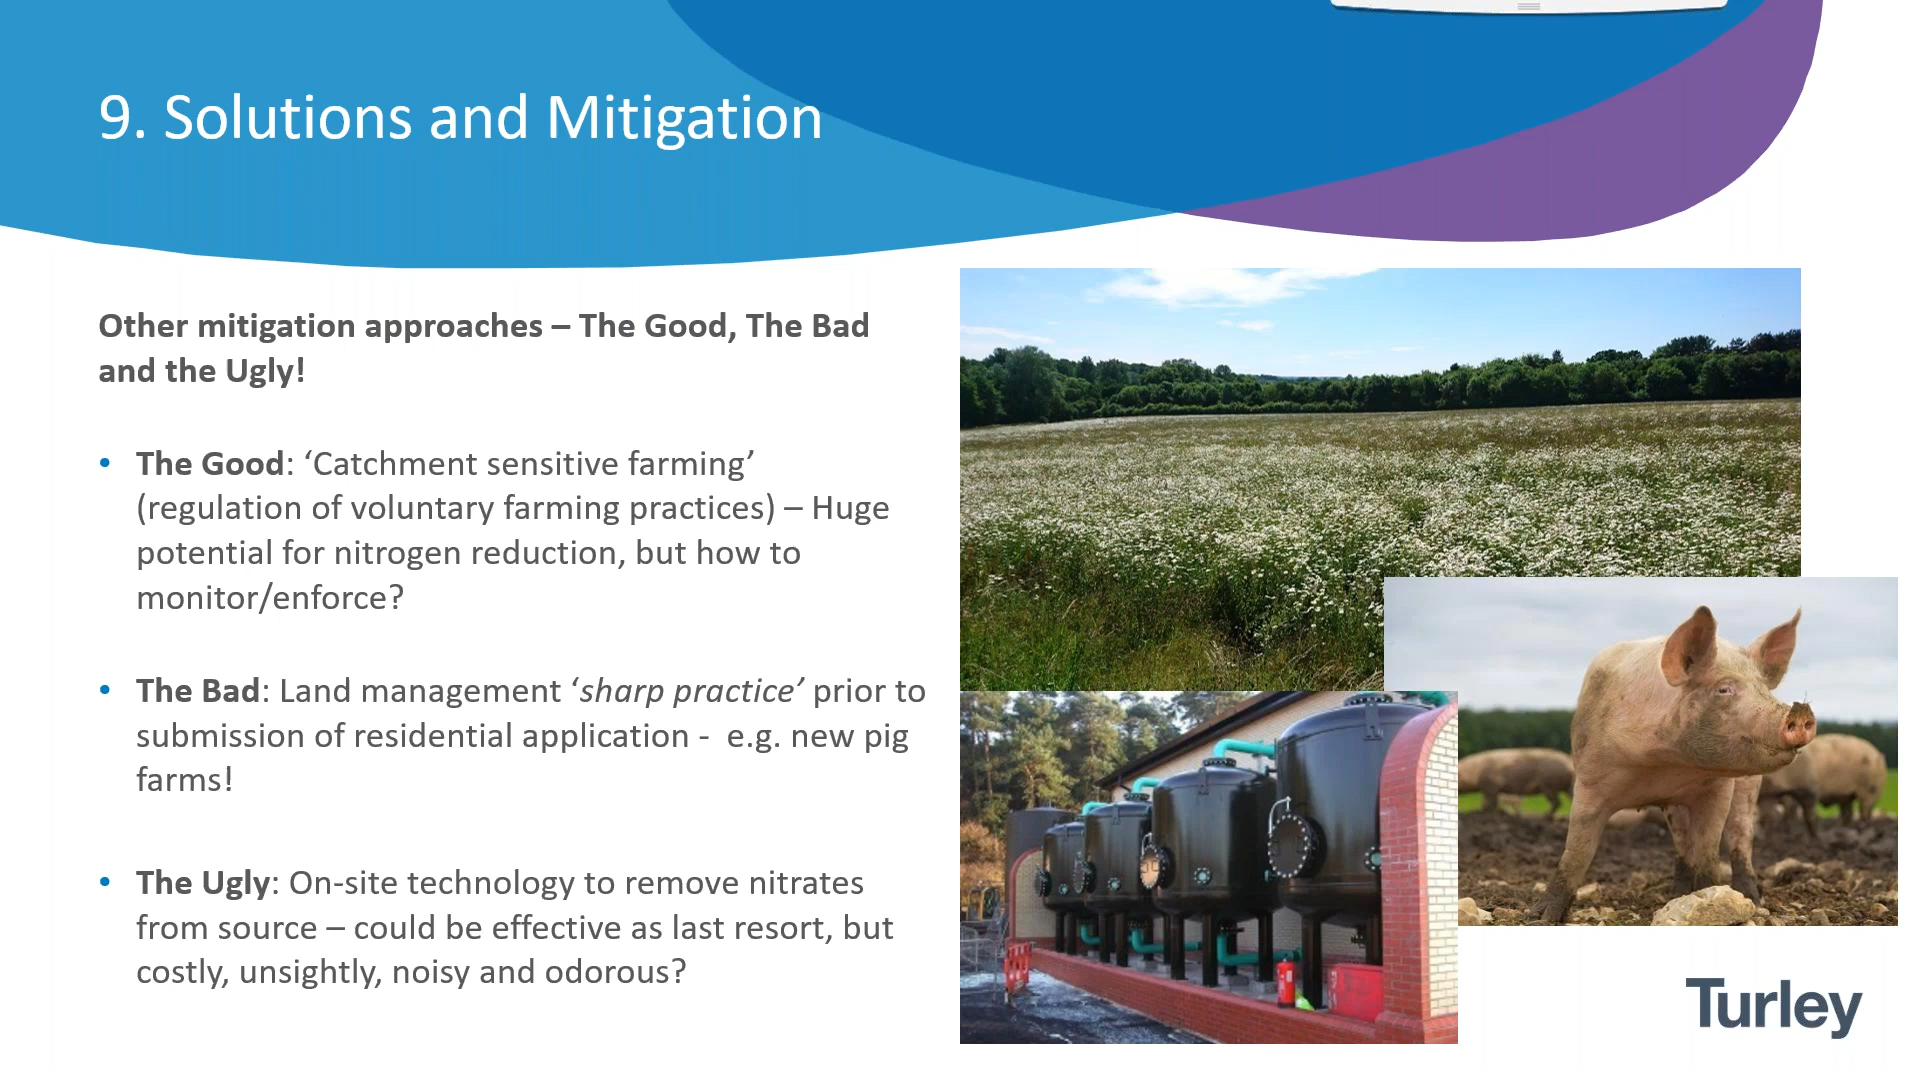 9. Solutions and Mitigation
Other mitigation approaches – The Good, The Bad
and the Ugly!
• The Good: ‘Catchment sensitive farming’
(regulation of voluntary farming practices) – Huge
potential for nitrogen reduction, but how to
monitor/enforce?
• The Bad: Land management ‘sharp practice’ prior to
submission of residential application -  e.g. new pig
farms!
• The Ugly: On-site technology to remove nitrates
from source – could be effective as last resort, but
costly, unsightly, noisy and odorous?
Turley